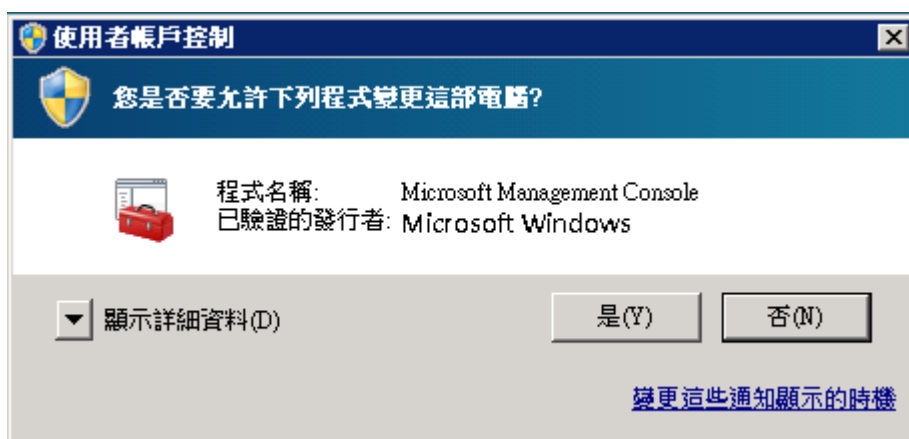 使用者帳戶控制
您是否要允許下列程式變更這部電腦?
程式名稱: Microsoft Management Console
已驗證的發行者: Microsoft Windows
顯示詳細資料(D)
是(Y)
否(N)
變更這些通知顯示的時機